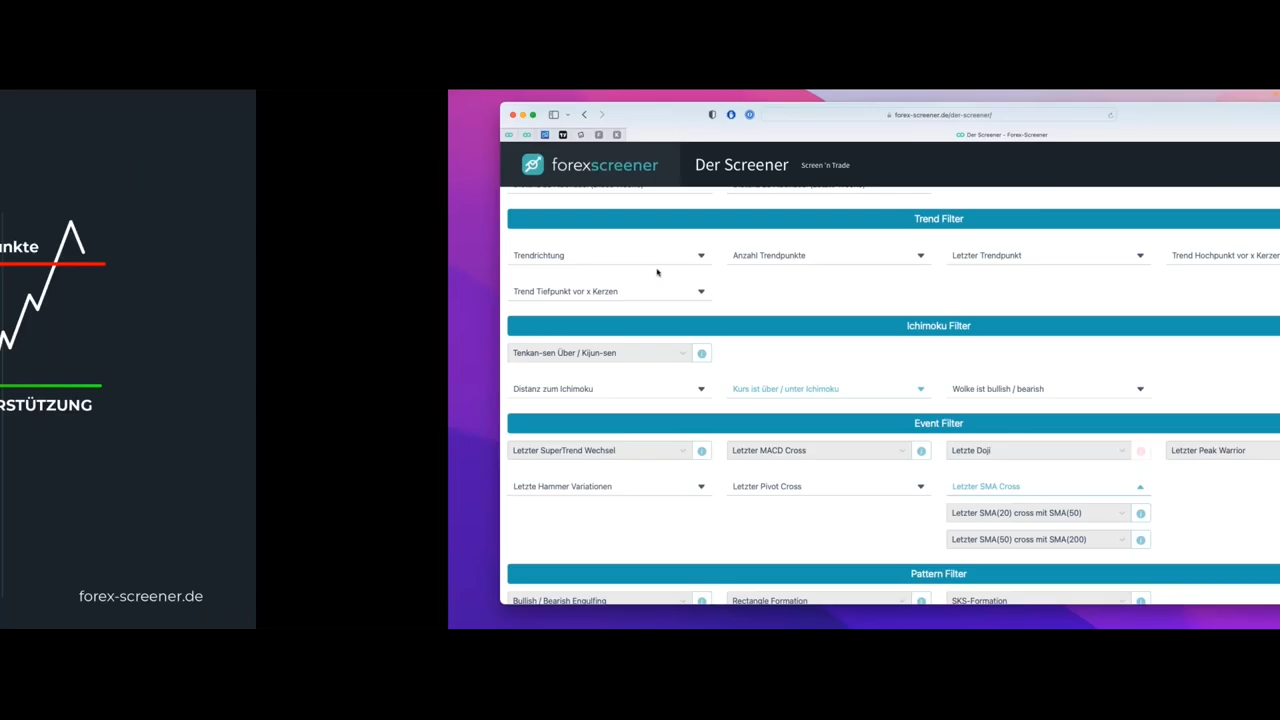 nkte
RSTÜTZUNG
forex-screener.de
forex-screener.de/der-screener/
Der Screener - Forex-Screener
forexscreener
Der Screener
Screen 'n Trade
Trend Filter
Trendrichtung
Anzahl Trendpunkte
Letzter Trendpunkt
Trend Hochpunkt vor x Kerzen
Trend Tiefpunkt vor x Kerzen
Ichimoku Filter
Tenkan-sen Über / Kijun-sen
Distanz zum Ichimoku
Kurs ist über / unter Ichimoku
Wolke ist bullish / bearish
Event Filter
Letzter SuperTrend Wechsel
Letzter MACD Cross
Letzte Doji
Letzter Peak Warrior
Letzte Hammer Variationen
Letzter Pivot Cross
Letzter SMA Cross
Letzter SMA(20) cross mit SMA(50)
Letzter SMA(50) cross mit SMA(200)
Pattern Filter
Bullish / Bearish Engulfing
Rectangle Formation
SKS-Formation